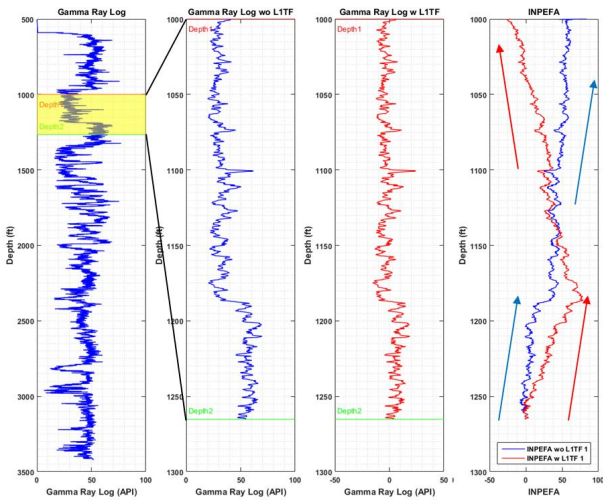 Gamma Ray Log
Gamma Ray Log wo L1TF
Gamma Ray Log w L1TF
INPEFA
500
1000
1500
2000
2500
3000
3500
Depth (ft)
Depth
Depth2
0
50
100
Gamma Ray Log (API)
1000
1050
1100
1150
1200
1250
1300
Depth (ft)
Depth1
Depth2
0
50
100
Gamma Ray Log (API)
1000
1050
1100
1150
1200
1250
1300
Depth (ft)
Depth1
Depth2
-50
0
50
Gamma Ray Log (API)
1000
1050
1100
1150
1200
1250
1300
Depth (ft)
INPEFA wo L1TF 1
INPEFA w L1TF 1
-50
0
50
100
INPEFA